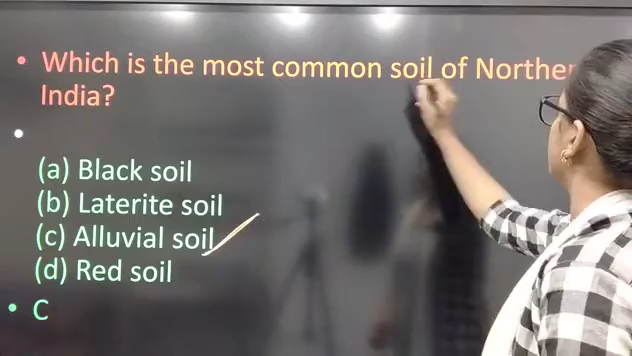 • Which is the most common soil of Norther
India?
•
(a) Black soil
(b) Laterite soil
(c) Alluvial soil
(d) Red soil
• C